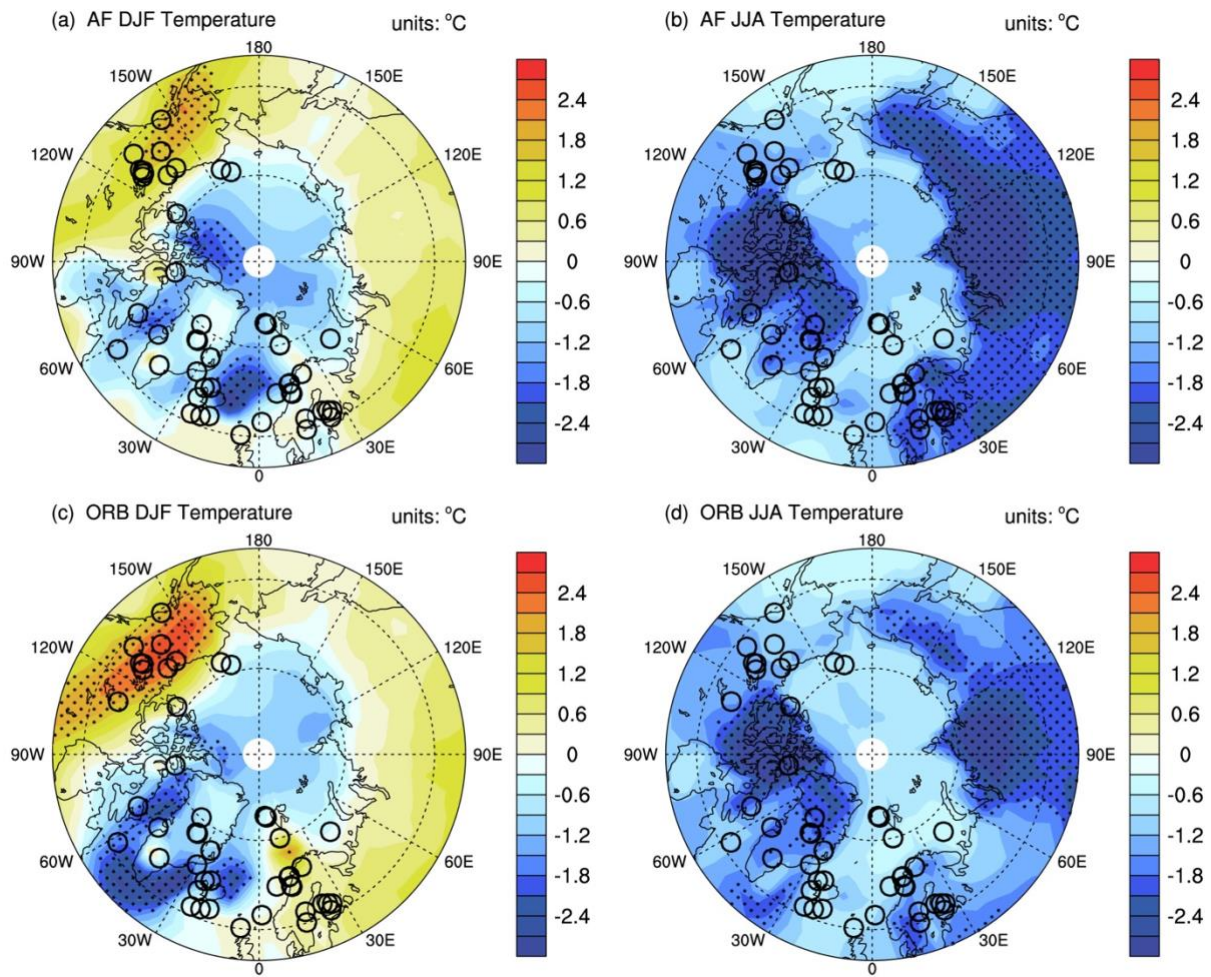 (a) AF DJF Temperature units: °C
180
150W 150E
120W 120E
90W 90E
60W 60E
30W 30E
0
2.4
1.8
1.2
0.6
0
-0.6
-1.2
-1.8
-2.4
(b) AF JJA Temperature units: °C
180
150W 150E
120W 120E
90W 90E
60W 60E
30W 30E
0
2.4
1.8
1.2
0.6
0
-0.6
-1.2
-1.8
-2.4
(c) ORB DJF Temperature units: °C
180
150W 150E
120W 120E
90W 90E
60W 60E
30W 30E
0
2.4
1.8
1.2
0.6
0
-0.6
-1.2
-1.8
-2.4
(d) ORB JJA Temperature units: °C
180
150W 150E
120W 120E
90W 90E
60W 60E
30W 30E
0
2.4
1.8
1.2
0.6
0
-0.6
-1.2
-1.8
-2.4